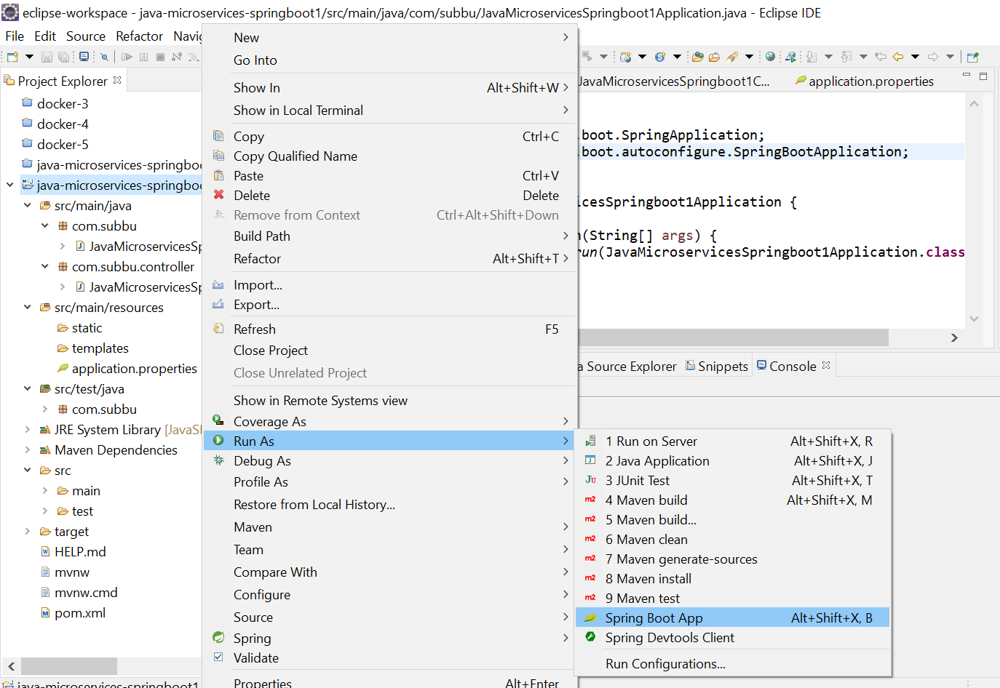 eclipse-workspace - java-microservices-springboot1/src/main/java/com/subbu/JavaMicroservicesSpringboot1Application.java - Eclipse IDE
File Edit Source Refactor Navig
Project Explorer
docker-3
docker-4
docker-5
java-microservices-springboo
java-microservices-springboo
src/main/java
com.subbu
JavaMicroservicesSp
com.subbu.controller
JavaMicroservicesSp
src/main/resources
static
templates
application.properties
src/test/java
com.subbu
JRE System Library [JavaSE
Maven Dependencies
src
main
test
target
HELP.md
mvnw
mvnw.cmd
pom.xml
java-microservices-springboot1
New
Go Into
Show In Alt+Shift+W
Show in Local Terminal
Copy Ctrl+C
Copy Qualified Name
Paste Ctrl+V
Delete Delete
Remove from Context Ctrl+Alt+Shift+Down
Build Path
Refactor Alt+Shift+T
Import...
Export...
Refresh F5
Close Project
Close Unrelated Project
Show in Remote Systems view
Coverage As
Run As
Debug As
Profile As
Restore from Local History...
Maven
Team
Compare With
Configure
Source
Spring
Validate
Properties Alt+Enter
JavaMicroservicesSpringboot1C... application.properties
.boot.SpringApplication;
.boot.autoconfigure.SpringBootApplication;
icesSpringboot1Application {
n(String[] args) {
run(JavaMicroservicesSpringboot1Application.class
a Source Explorer Snippets Console
1 Run on Server Alt+Shift+X, R
2 Java Application Alt+Shift+X, J
3 JUnit Test Alt+Shift+X, T
4 Maven build Alt+Shift+X, M
5 Maven build...
6 Maven clean
7 Maven generate-sources
8 Maven install
9 Maven test
Spring Boot App Alt+Shift+X, B
Spring Devtools Client
Run Configurations...